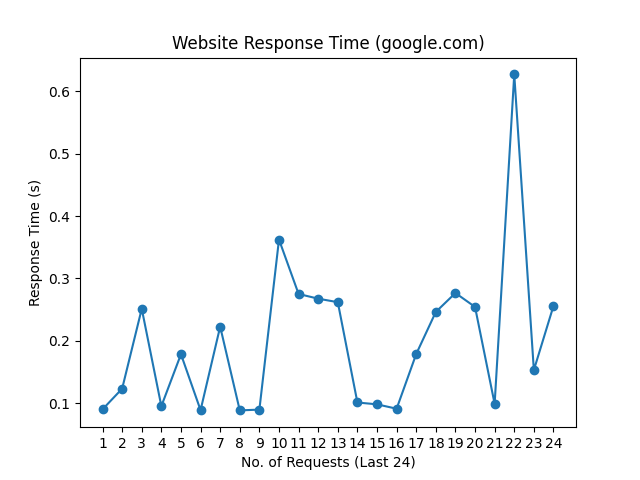 Website Response Time (google.com)
Response Time (s)
0.6
0.5
0.4
0.3
0.2
0.1
1 2 3 4 5 6 7 8 9 10 11 12 13 14 15 16 17 18 19 20 21 22 23 24
No. of Requests (Last 24)